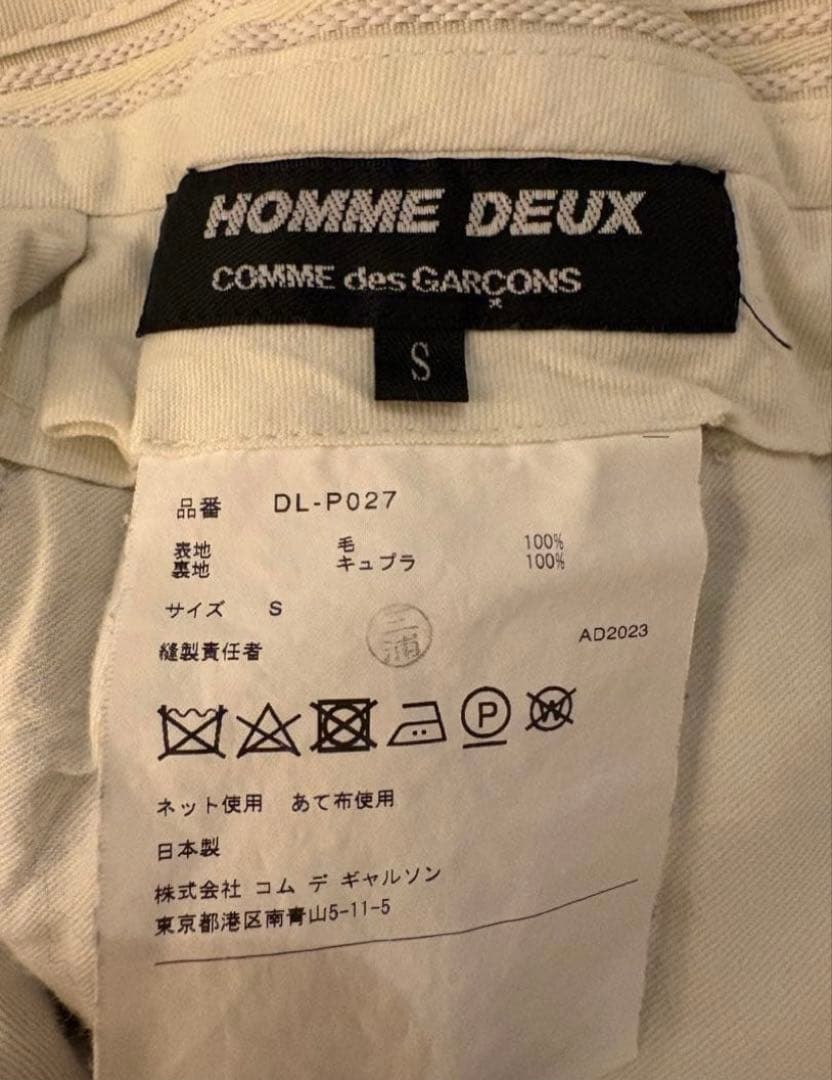 HOMME DEUX
COMME des GARÇONS
S
品番 DL-P027
表地 毛 100%
裏地 キュプラ 100%
サイズ S
縫製責任者 三浦 AD2023
P W
ネット使用 あて布使用
日本製
株式会社 コム デ ギャルソン
東京都港区南青山5-11-5